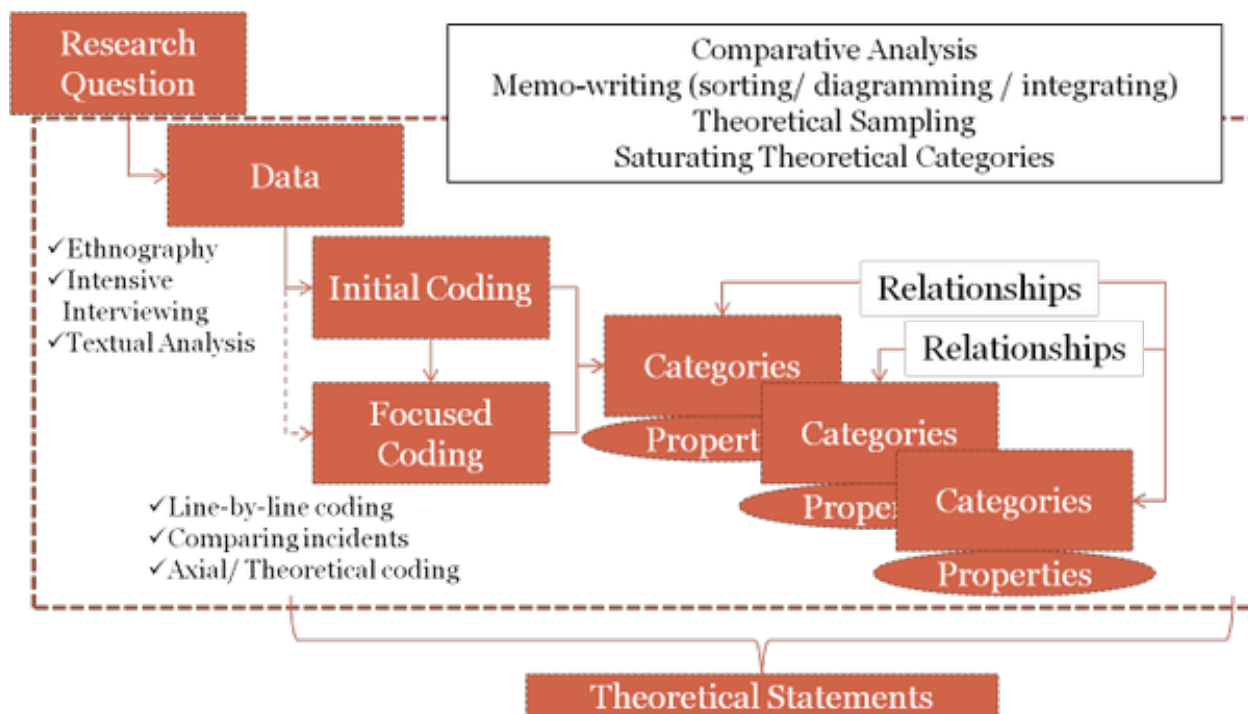 Research
Question
Comparative Analysis
Memo-writing (sorting/ diagramming / integrating)
Theoretical Sampling
Saturating Theoretical Categories
Data
✓Ethnography
✓Intensive
Interviewing
✓Textual Analysis
Initial Coding
Focused
Coding
✓Line-by-line coding
✓Comparing incidents
✓Axial/ Theoretical coding
Relationships
Relationships
Categories
Propert
Categories
Proper
Categories
Properties
Theoretical Statements